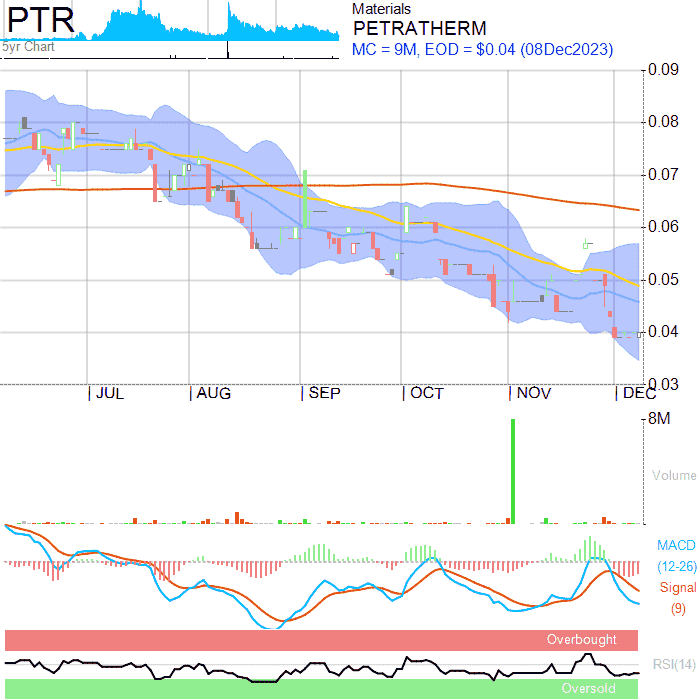 PTR
5yr Chart
Materials
PETRATHERM
MC = 9M, EOD = $0.04 (08Dec2023)
0.09
0.08
0.07
0.06
0.05
0.04
0.03
JUL AUG SEP OCT NOV DEC
8M
Volume
MACD
(12-26)
Signal
(9)
Overbought
RSI(14)
Oversold